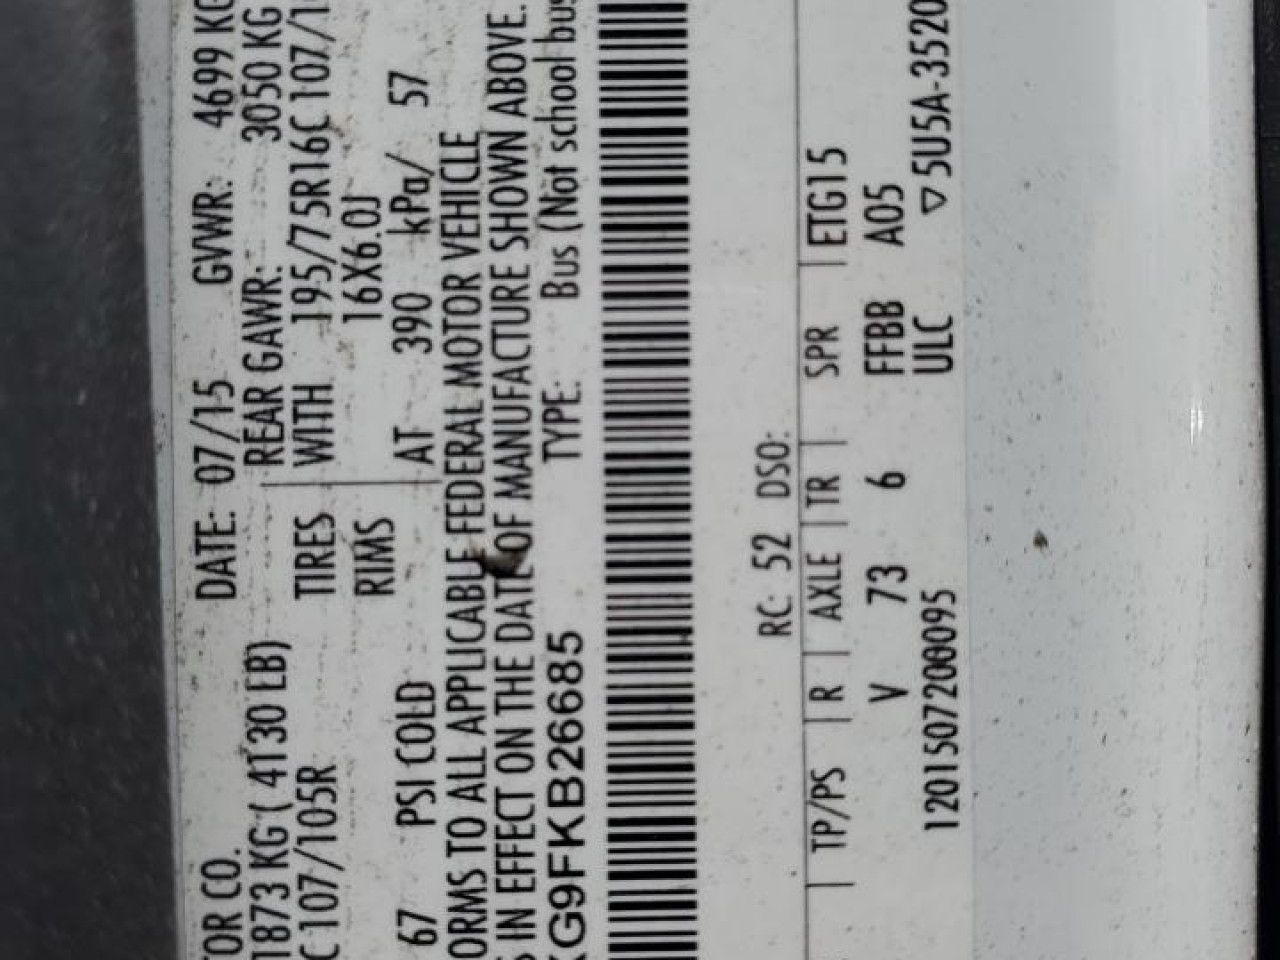 TOR CO. DATE: 07/15 GVWR: 4699 KG
1873 KG ( 4130 LB) REAR GAWR: 3050 KG
C 107/105R TIRES WITH 195/75R16C 107/1
RIMS 16X6.0J
67 PSI COLD AT 390 kPa/ 57
ORMS TO ALL APPLICABLE FEDERAL MOTOR VEHICLE
S IN EFFECT ON THE DATE OF MANUFACTURE SHOWN ABOVE.
KG9FKB26685 TYPE: Bus (Not school bus
RC: 52 DSO:
TP/PS R AXLE TR SPR ETG15
V 73 6 FFBB A05
1201507200095 ULC ▽5U5A-3520